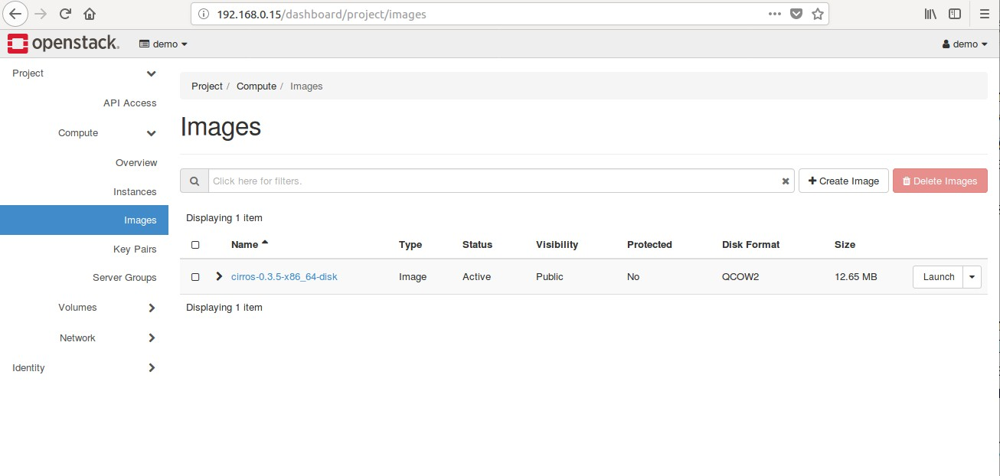 192.168.0.15/dashboard/project/images
openstack.
demo
demo
Project
API Access
Compute
Overview
Instances
Images
Key Pairs
Server Groups
Volumes
Network
Identity
Project / Compute / Images
Images
Click here for filters.
Create Image
Delete Images
Displaying 1 item
Name Type Status Visibility Protected Disk Format Size
cirros-0.3.5-x86_64-disk Image Active Public No QCOW2 12.65 MB Launch
Displaying 1 item